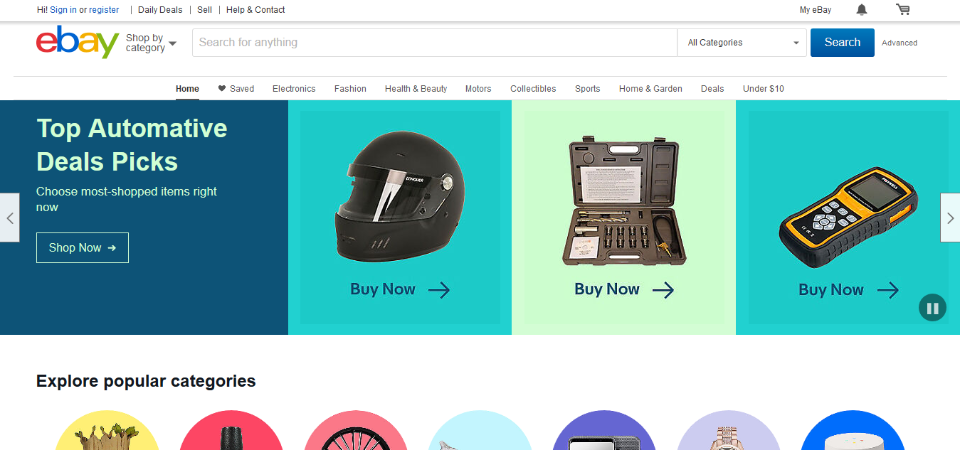 Hi! Sign in or register | Daily Deals | Sell | Help & Contact My eBay
ebay
Shop by
category
Search for anything
All Categories
Search
Advanced
Home Saved Electronics Fashion Health & Beauty Motors Collectibles Sports Home & Garden Deals Under $10
Top Automative
Deals Picks
Choose most-shopped items right
now
Shop Now
CONQUER
Buy Now
Buy Now
Buy Now
Explore popular categories